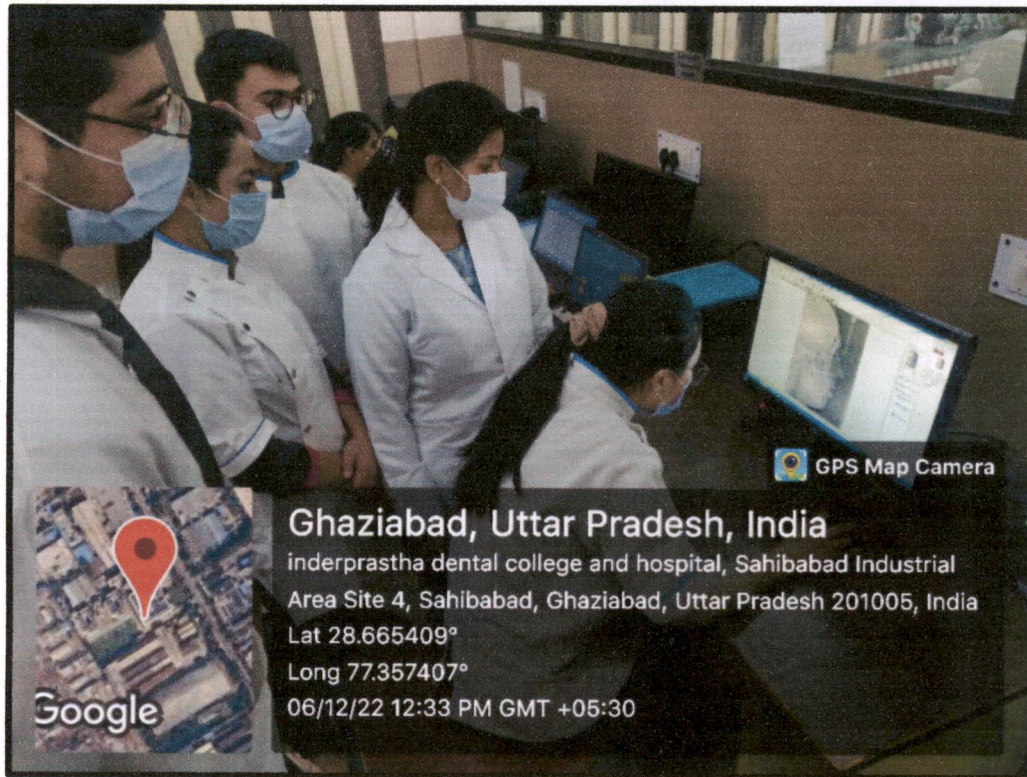 GPS Map Camera
Ghaziabad, Uttar Pradesh, India
inderprastha dental college and hospital, Sahibabad Industrial
Area Site 4, Sahibabad, Ghaziabad, Uttar Pradesh 201005, India
Lat 28.665409°
Long 77.357407°
06/12/22 12:33 PM GMT +05:30
Google